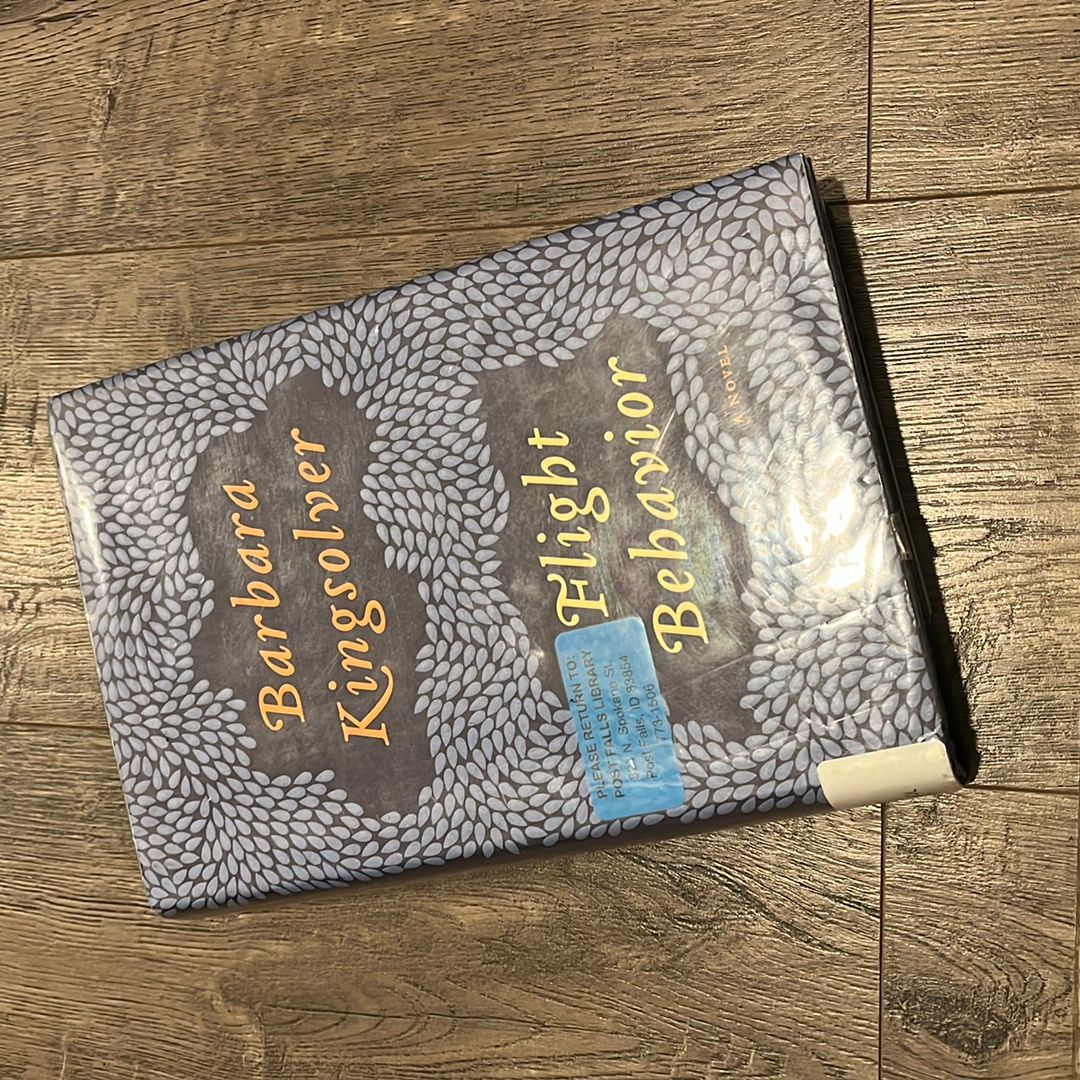 Barbara
Kingsolver
Flight
Behavior
A NOVEL
PLEASE RETURN TO:
POST FALLS LIBRARY
N. Spokane St.
Post Falls, ID 83854
773-1506